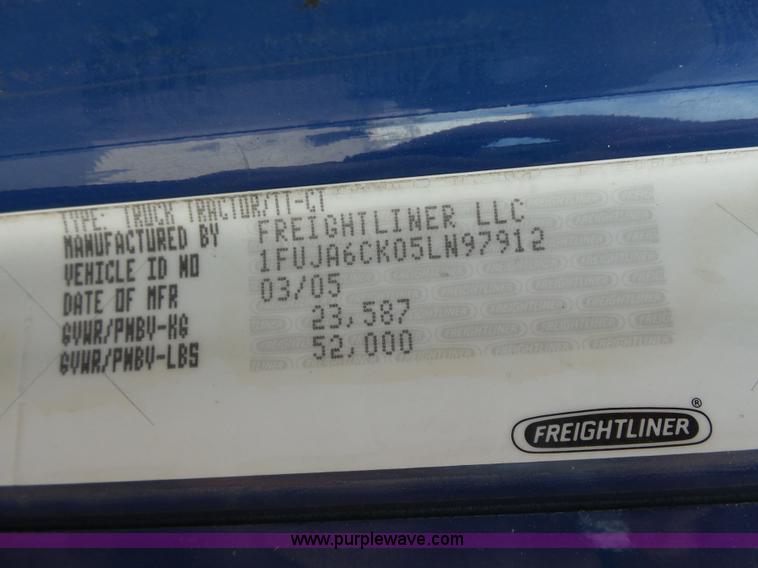 TYPE: TRUCK TRACTOR/TT-CT
MANUFACTURED BY FREIGHTLINER LLC
VEHICLE ID NO 1FUJA6CK05LN97912
DATE OF MFR 03/05
GVWR/PNBV-KG 23,587
GVWR/PNBV-LBS 52,000
FREIGHTLINER®
www.purplewave.com